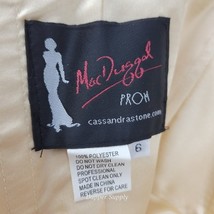 MacDuggal
PROM
cassandrastone.com
6
100% POLYESTER
DO NOT WASH
DO NOT DRY CLEAN
PROFESSIONAL
SPOT CLEAN ONLY
MADE IN CHINA
REVERSE FOR CARE